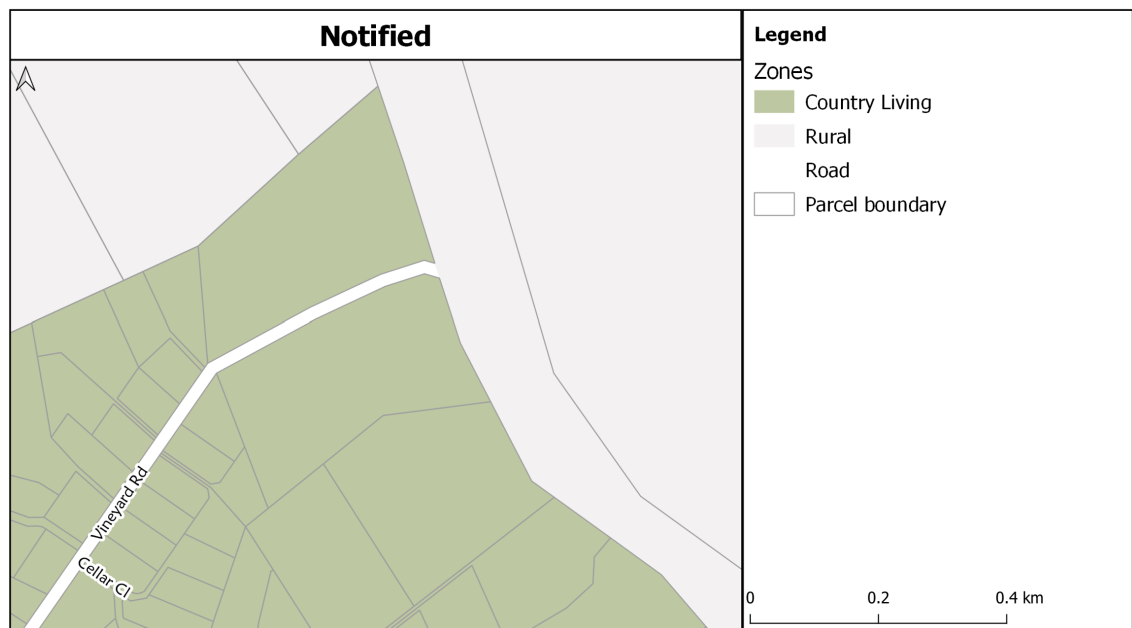 Notified
Vineyard Rd
Cellar Cl
Legend
Zones
Country Living
Rural
Road
Parcel boundary
0 0.2 0.4 km